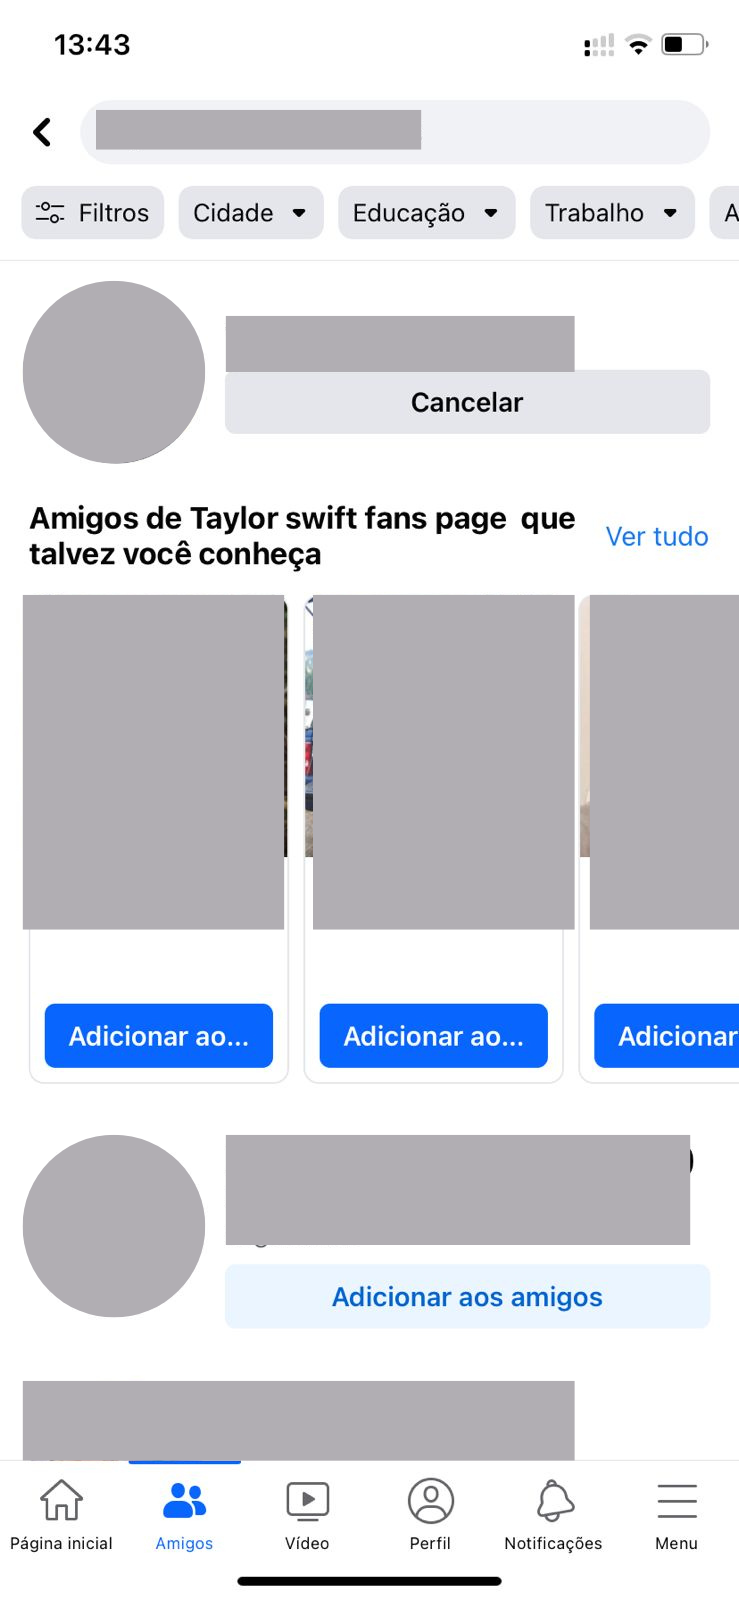 13:43
Filtros
Cidade
Educação
Trabalho
A
Cancelar
Amigos de Taylor swift fans page  que
talvez você conheça
Ver tudo
Adicionar ao...
Adicionar ao...
Adicionar
Adicionar aos amigos
Página inicial
Amigos
Vídeo
Perfil
Notificações
Menu